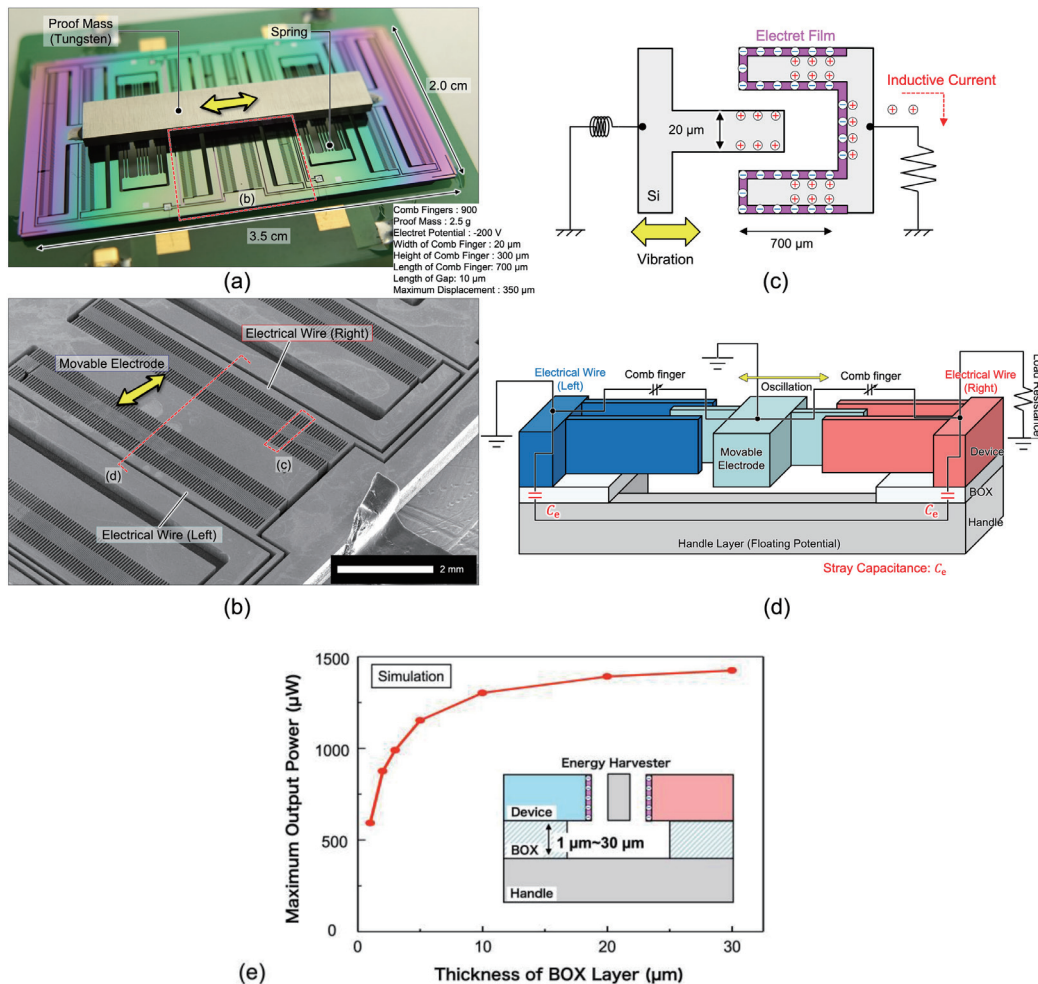 Proof Mass
(Tungsten)
Spring
2.0 cm
(b)
3.5 cm
Comb Fingers : 900
Proof Mass : 2.5 g
Electret Potential : -200 V
Width of Comb Finger : 20 µm
Height of Comb Finger : 300 µm
Length of Comb Finger: 700 µm
Length of Gap: 10 µm
Maximum Displacement : 350 µm
(a)
Electret Film
Inductive Current
20 µm
Si
Vibration
700 µm
(c)
Electrical Wire (Right)
Movable Electrode
(d)
(c)
Electrical Wire (Left)
2 mm
(b)
Electrical Wire
(Left)
Comb finger
Oscillation
Comb finger
Electrical Wire
(Right)
Load Resistance
Movable
Electrode
Device
BOX
Handle
Cₑ
Cₑ
Handle Layer (Floating Potential)
Stray Capacitance: Cₑ
(d)
Simulation
Maximum Output Power (µW)
1500
1000
500
0
0
10
20
30
Thickness of BOX Layer (µm)
Energy Harvester
Device
BOX
1 µm~30 µm
Handle
(e)